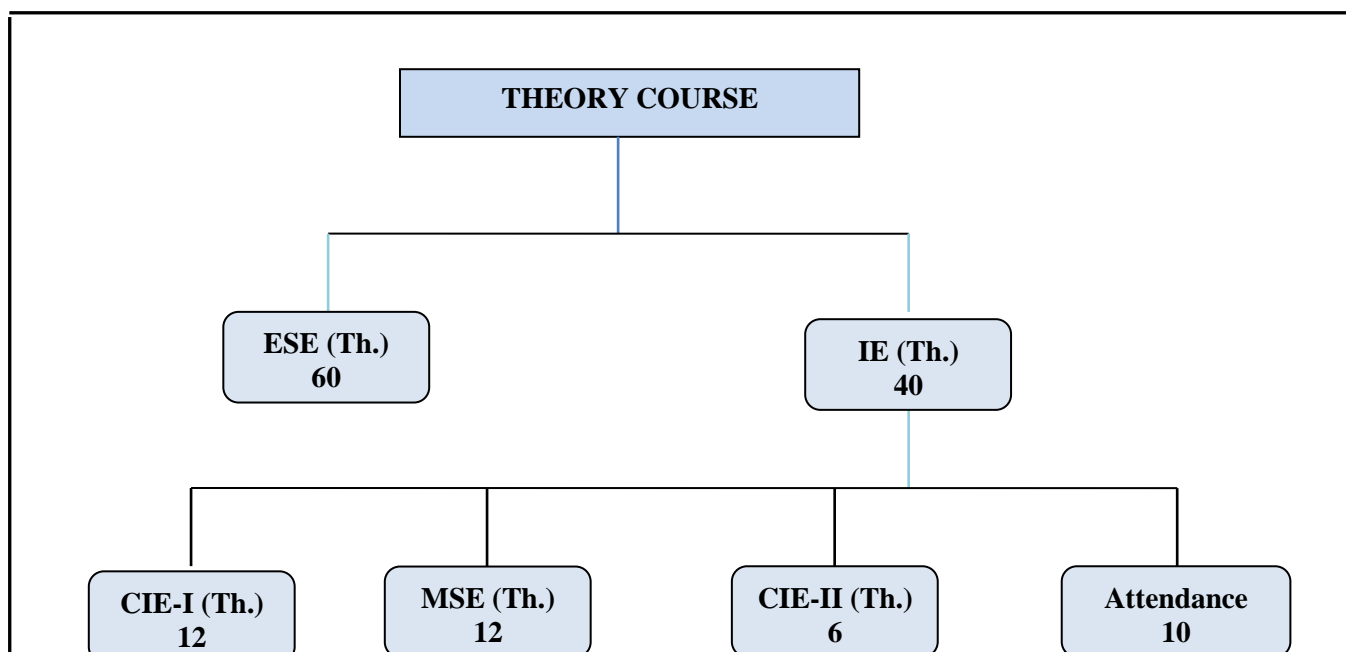 THEORY COURSE
ESE (Th.)
60
IE (Th.)
40
CIE-I (Th.)
12
MSE (Th.)
12
CIE-II (Th.)
6
Attendance
10